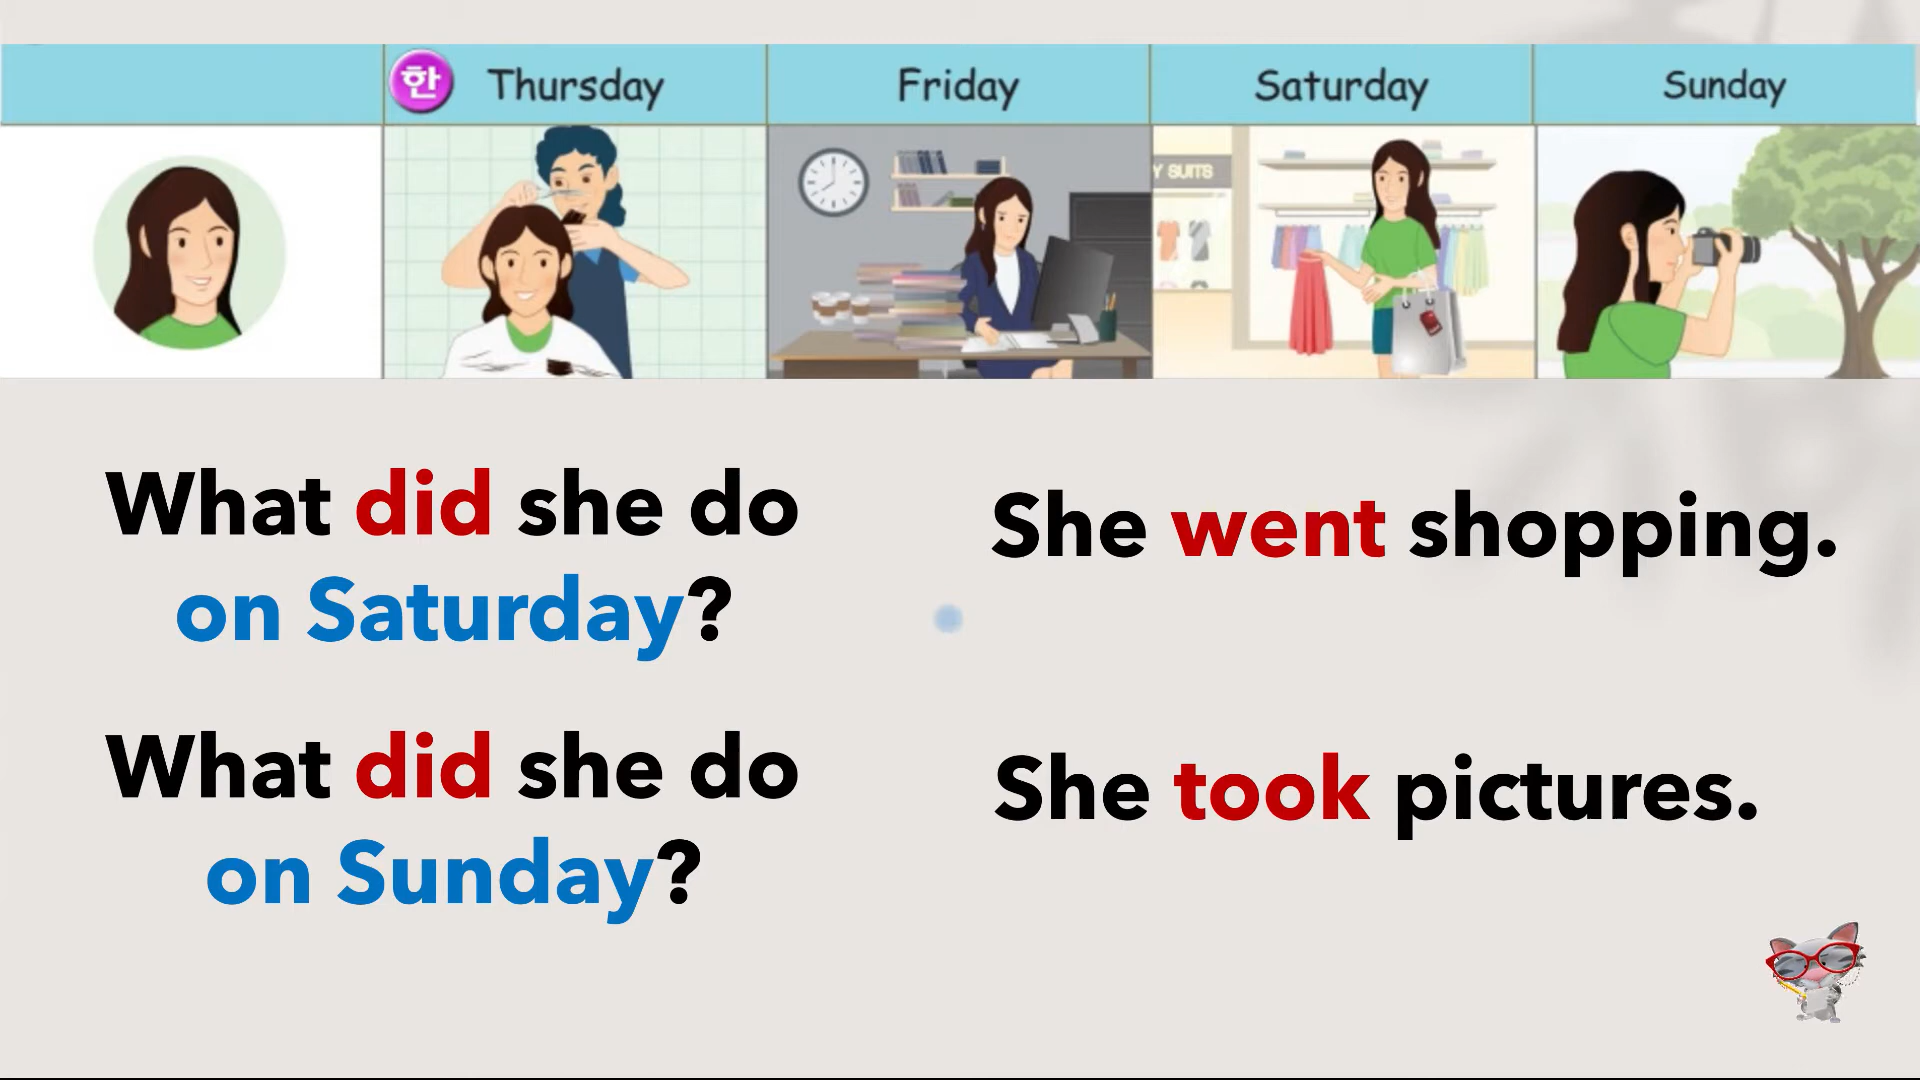 한 Thursday Friday Saturday Sunday
Y SUITS
What did she do
on Saturday?
She went shopping.
What did she do
on Sunday?
She took pictures.